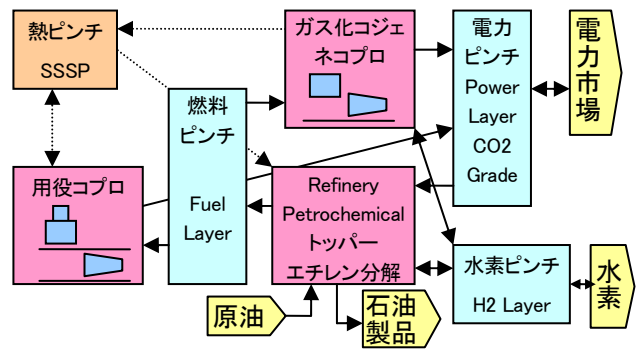 熱ピンチ
SSSP
ガス化コジェ
ネコプロ
電力
ピンチ
Power
Layer
CO2
Grade
電力市場
燃料
ピンチ
Fuel
Layer
用役コプロ
Refinery
Petrochemical
トッパー
エチレン分解
水素ピンチ
H2 Layer
水素
原油
石油
製品